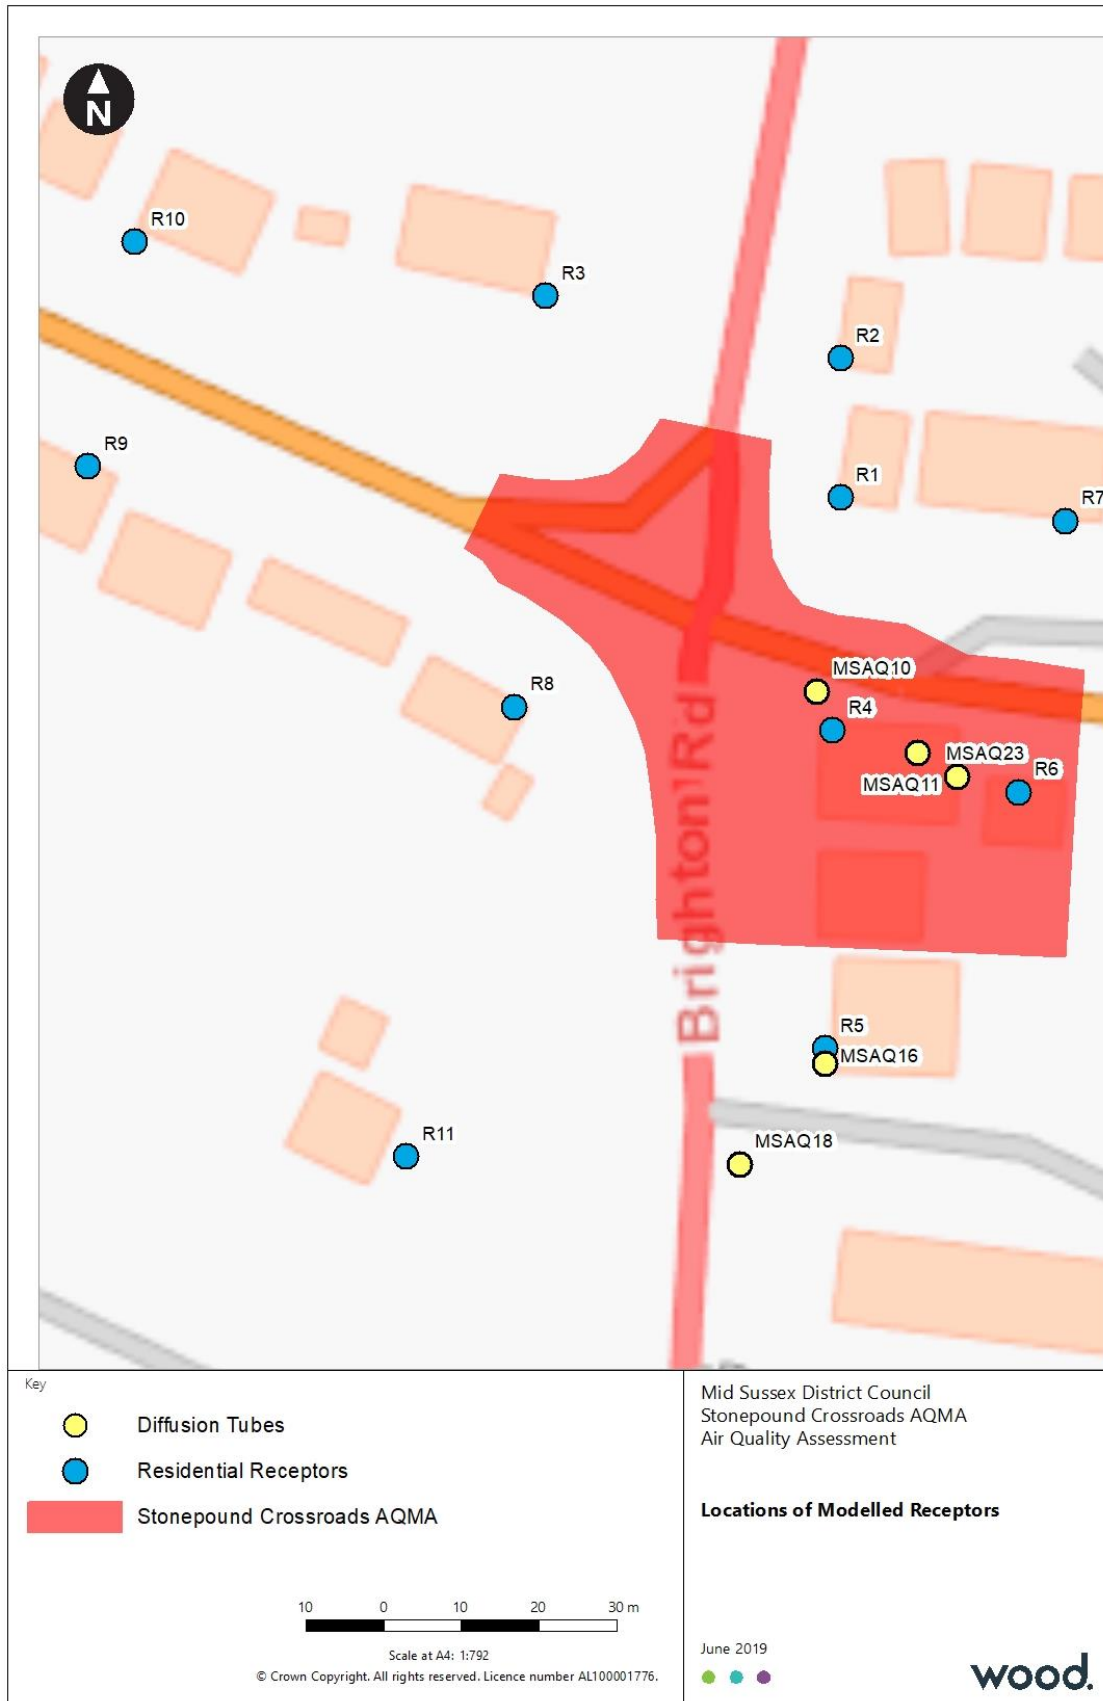 N
R10
R3
R2
R9
R1
R7
MSAQ10
R8
R4
MSAQ23
MSAQ11
R6
Brighton Rd
R5
MSAQ16
R11
MSAQ18
Key
Diffusion Tubes
Residential Receptors
Stonepound Crossroads AQMA
10 0 10 20 30 m
Scale at A4: 1:792
© Crown Copyright. All rights reserved. Licence number AL100001776.
Mid Sussex District Council
Stonepound Crossroads AQMA
Air Quality Assessment
Locations of Modelled Receptors
June 2019
wood.